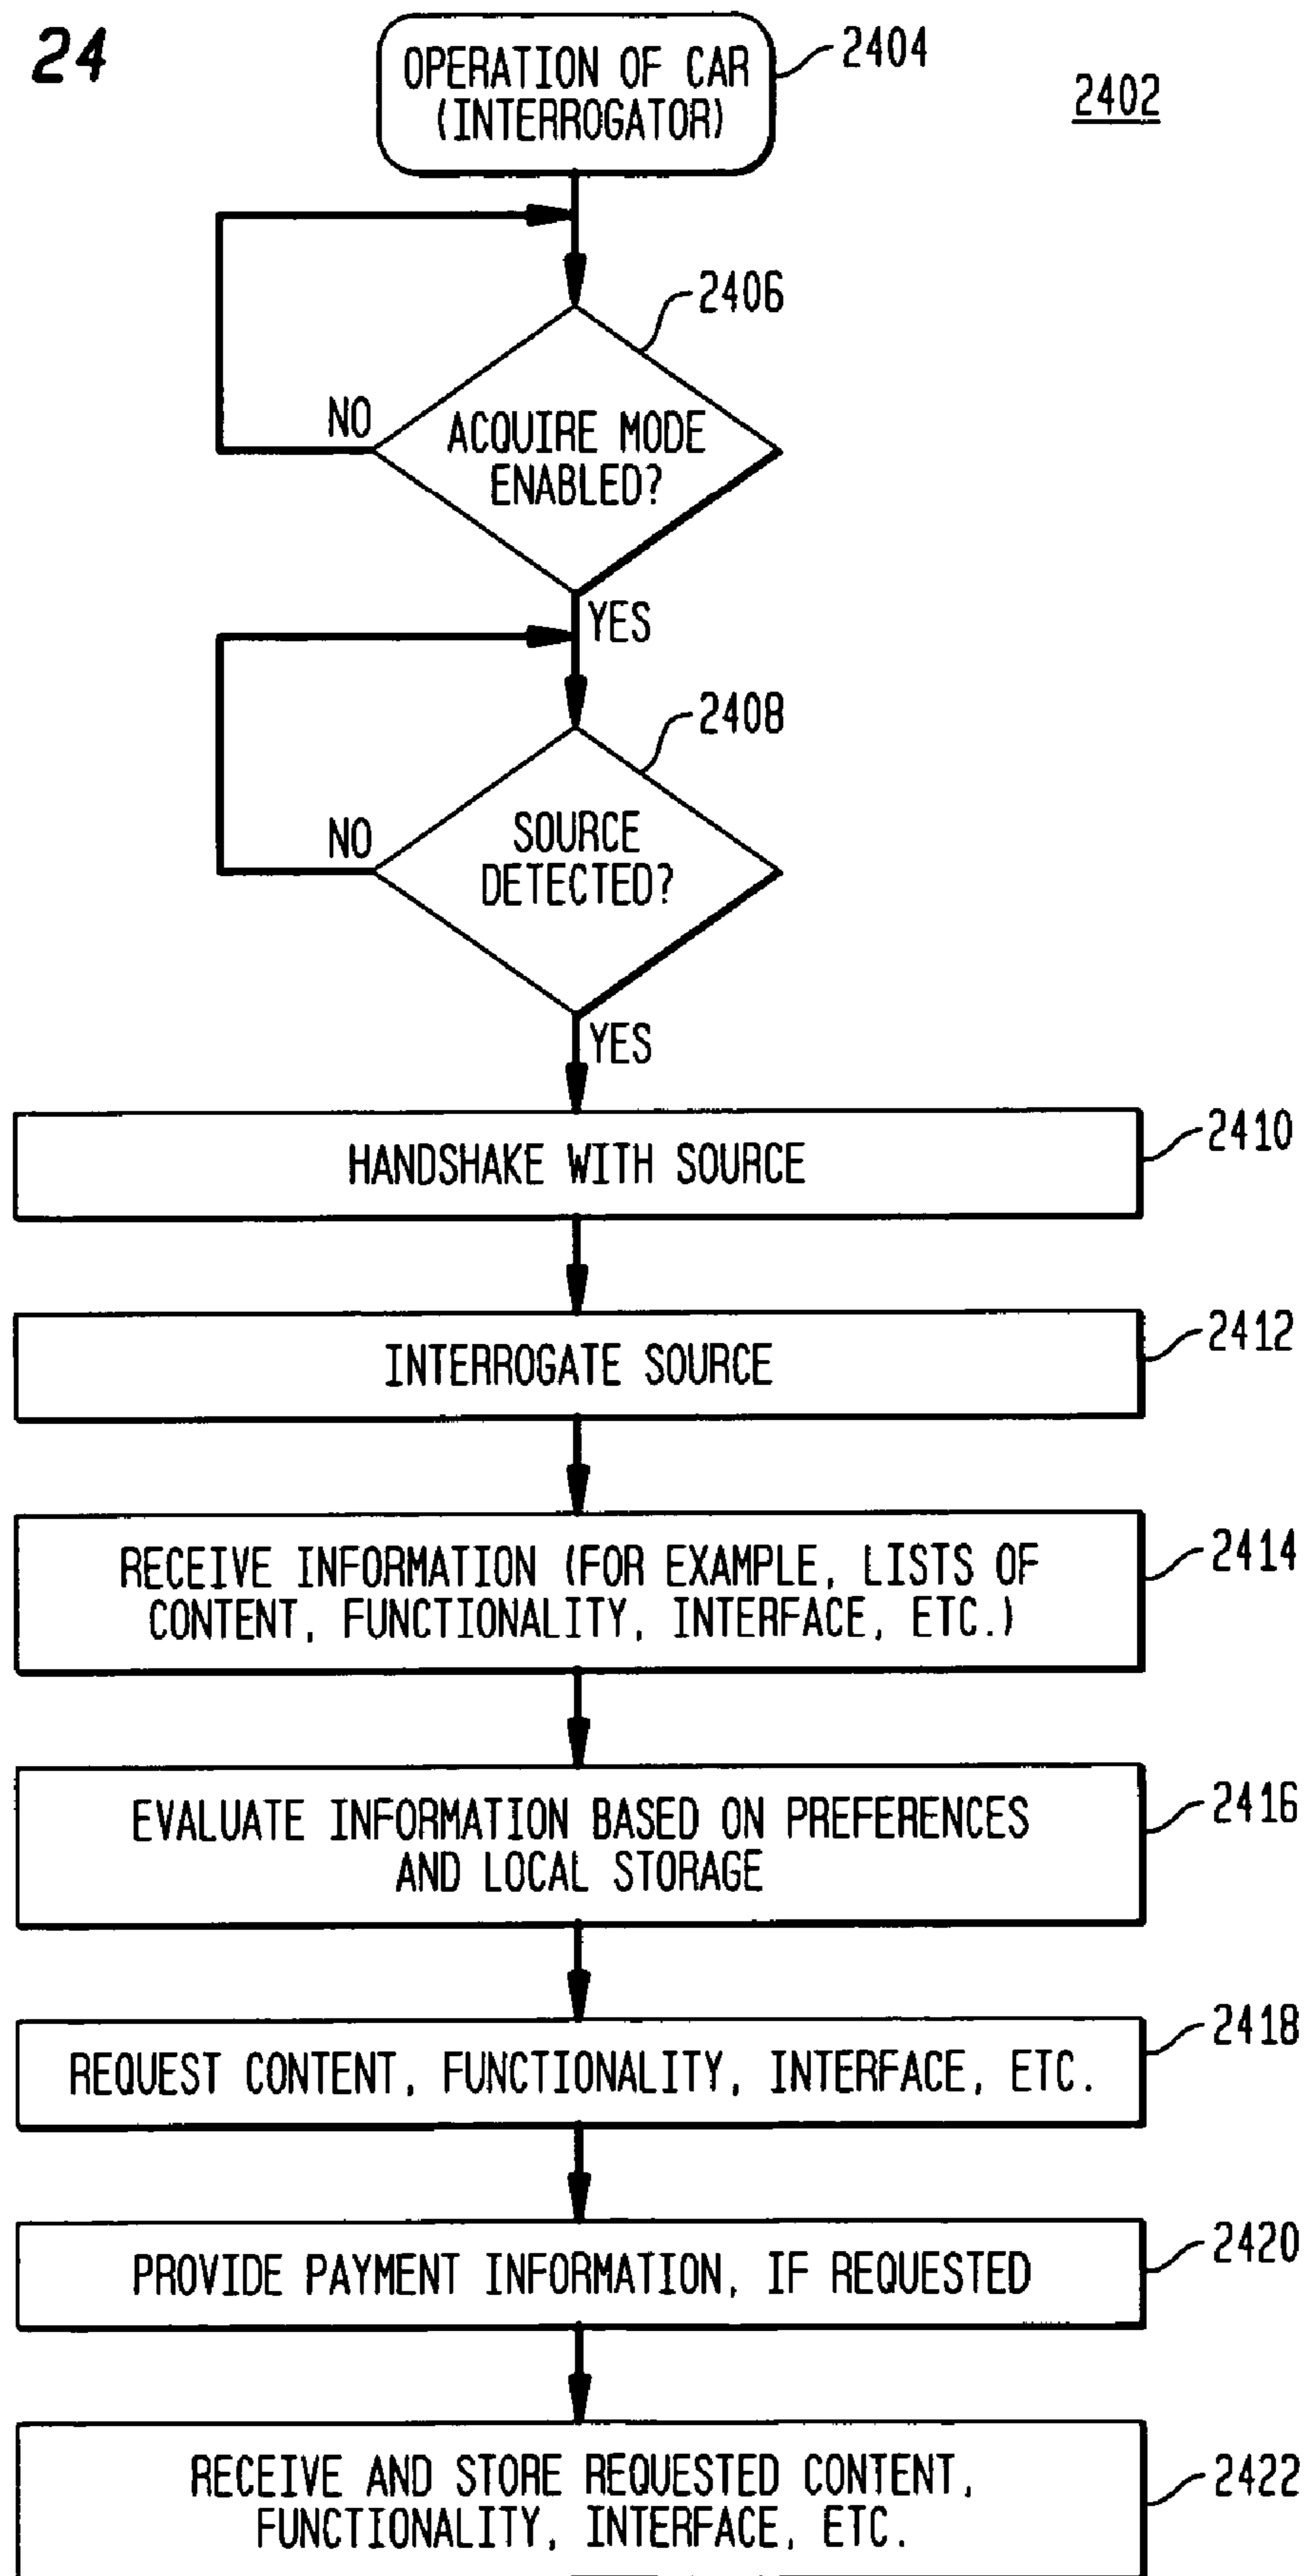 24
OPERATION OF CAR
(INTERROGATOR)
2404
2402
2406
NO
ACQUIRE MODE
ENABLED?
YES
2408
NO
SOURCE
DETECTED?
YES
HANDSHAKE WITH SOURCE
2410
INTERROGATE SOURCE
2412
RECEIVE INFORMATION (FOR EXAMPLE, LISTS OF
CONTENT, FUNCTIONALITY, INTERFACE, ETC.)
2414
EVALUATE INFORMATION BASED ON PREFERENCES
AND LOCAL STORAGE
2416
REQUEST CONTENT, FUNCTIONALITY, INTERFACE, ETC.
2418
PROVIDE PAYMENT INFORMATION, IF REQUESTED
2420
RECEIVE AND STORE REQUESTED CONTENT,
FUNCTIONALITY, INTERFACE, ETC.
2422